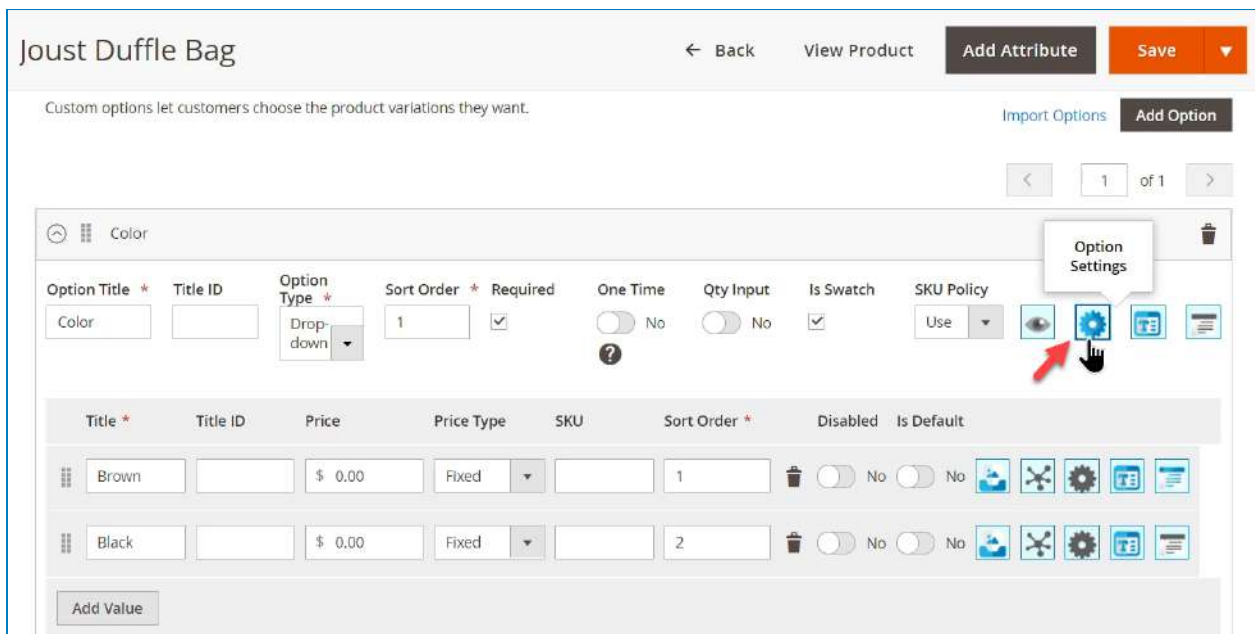 Joust Duffle Bag
← Back View Product Add Attribute Save
Custom options let customers choose the product variations they want.
Import Options Add Option
1 of 1
Color
Option Settings
Option Title * Title ID Option Type * Sort Order * Required One Time Qty Input Is Swatch SKU Policy
Color Drop-down 1 No No Use
?
Title * Title ID Price Price Type SKU Sort Order * Disabled Is Default
Brown $ 0.00 Fixed 1 No No
Black $ 0.00 Fixed 2 No No
Add Value